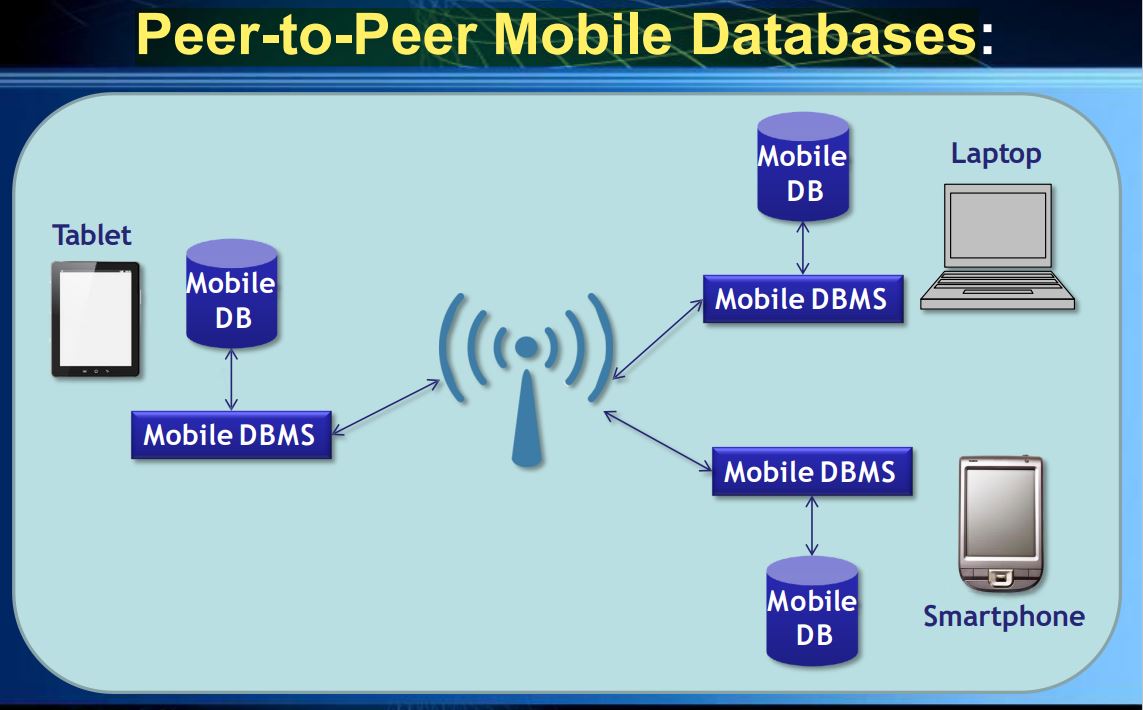 Peer-to-Peer Mobile Databases:
Tablet
Mobile
DB
Mobile DBMS
Mobile
DB
Laptop
Mobile DBMS
Mobile DBMS
Mobile
DB
Smartphone